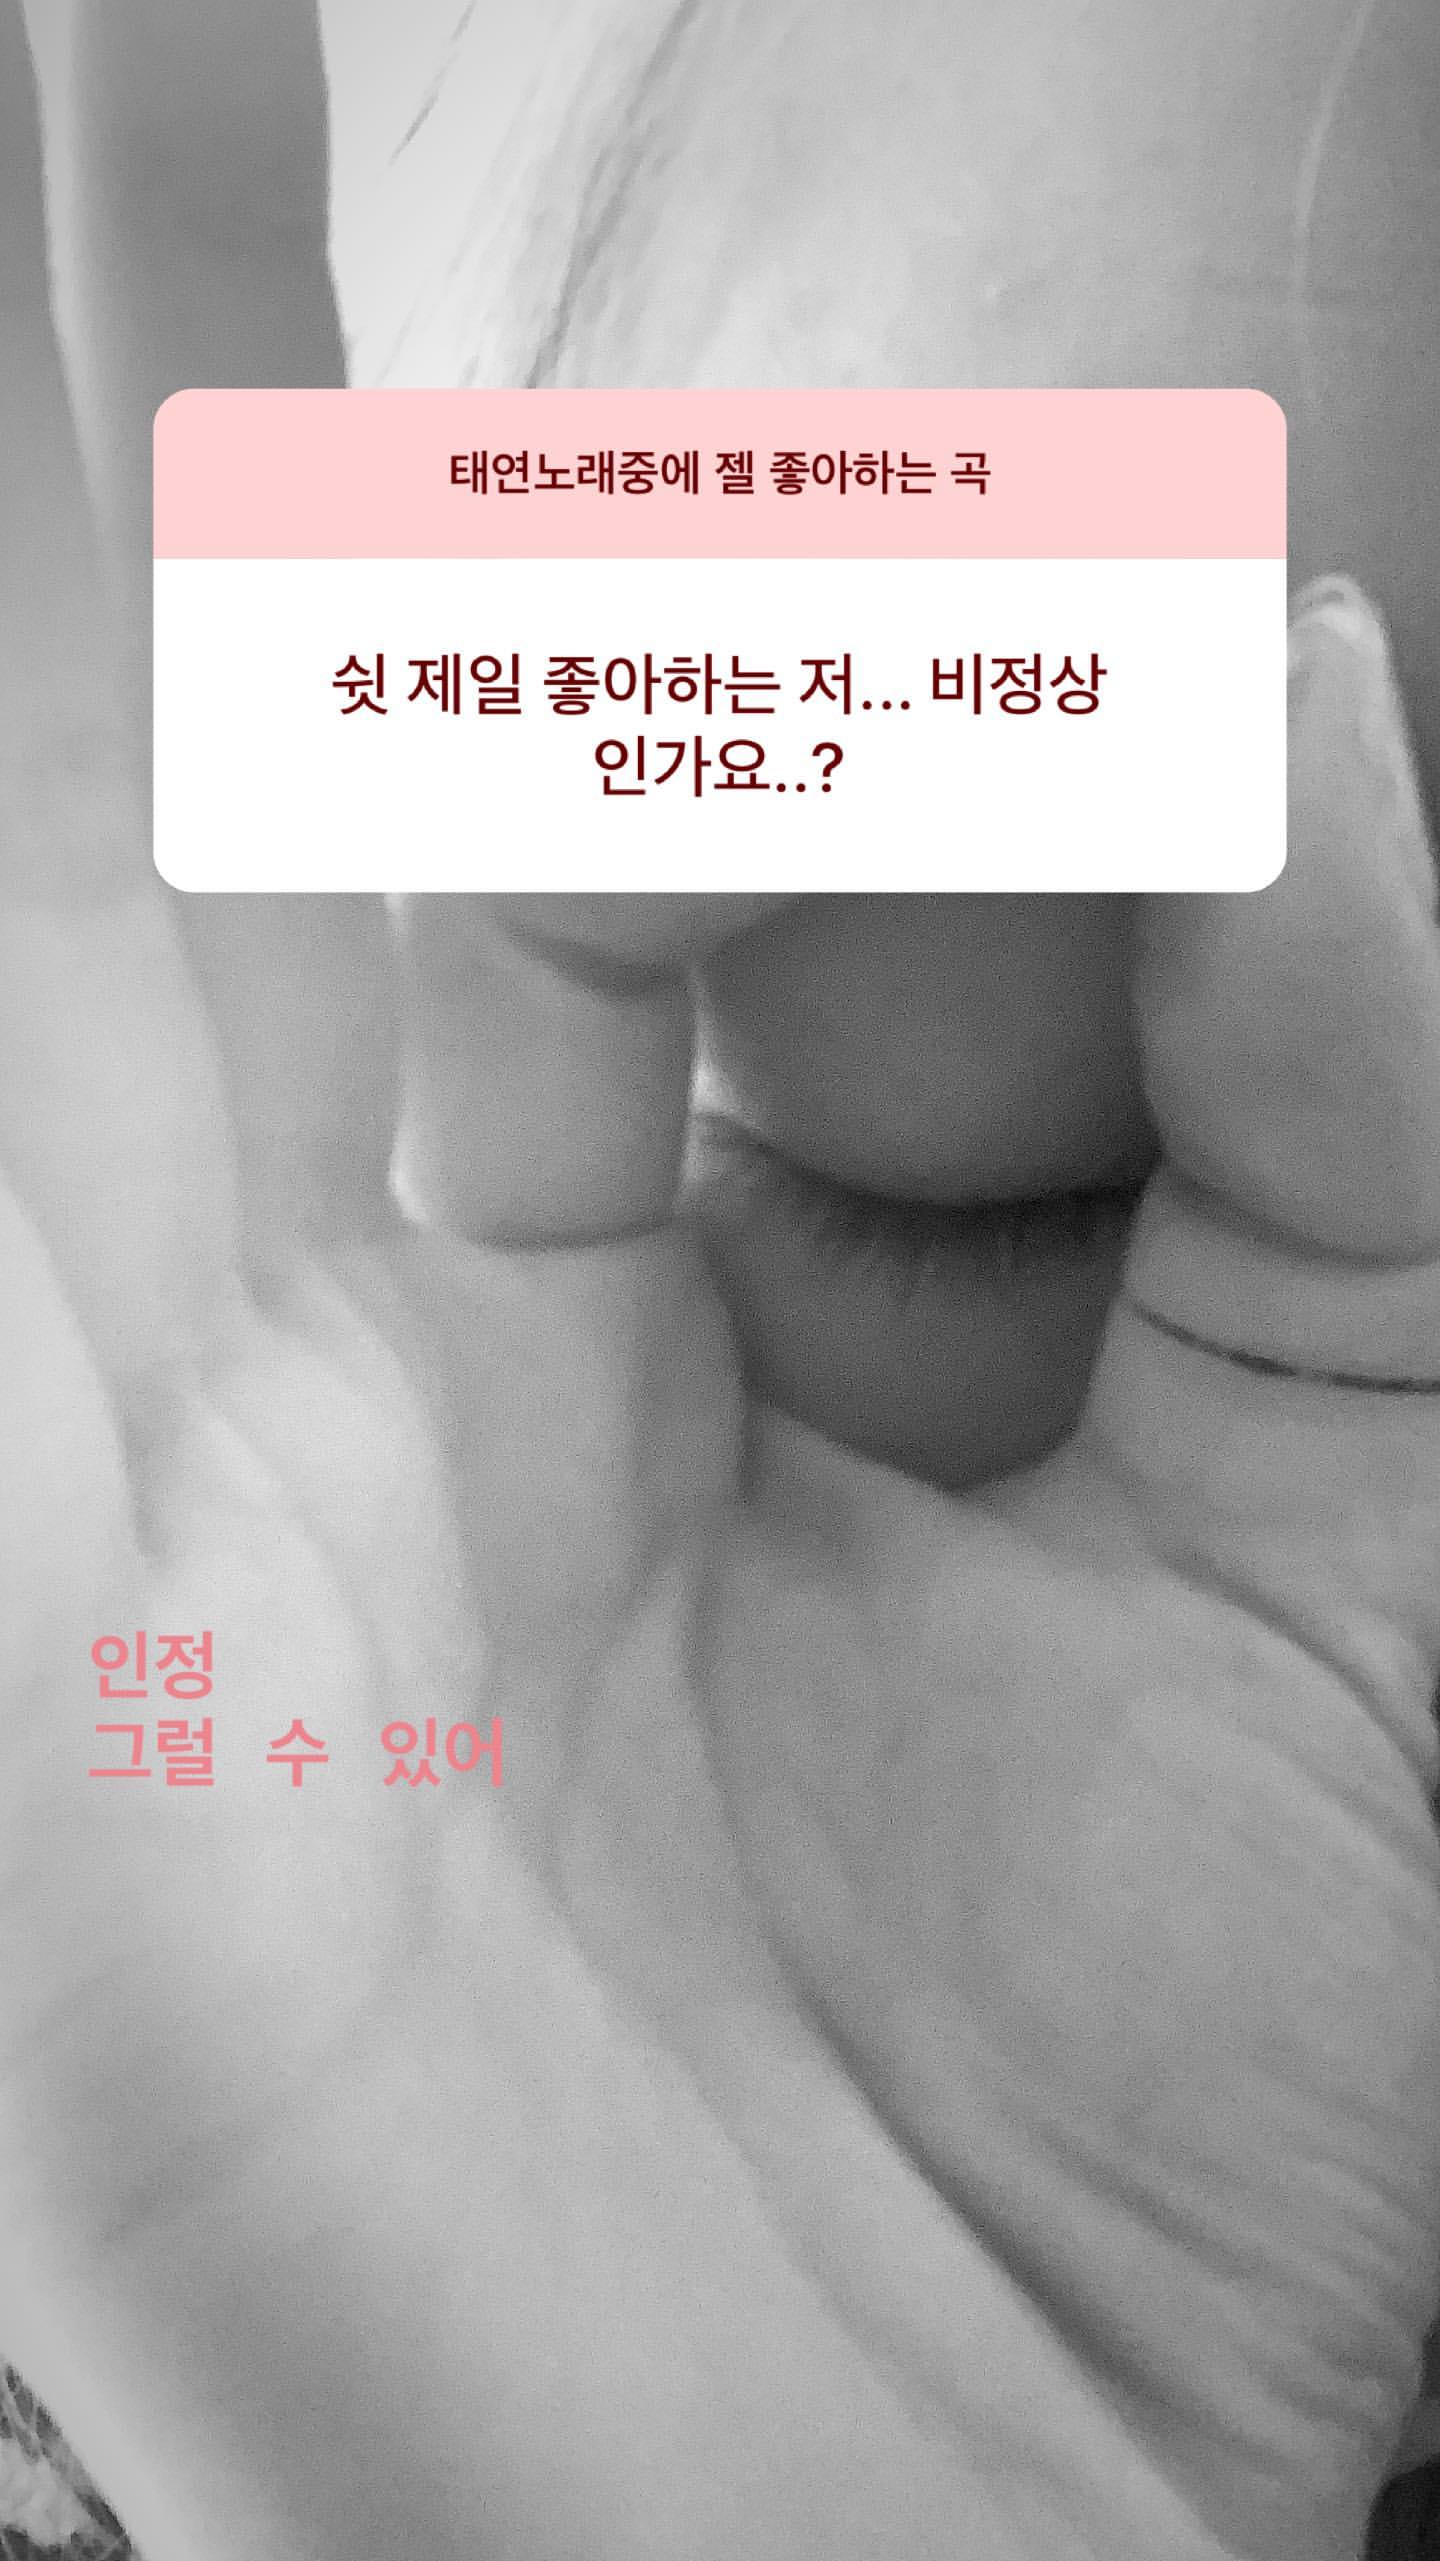 태연노래중에 젤 좋아하는 곡
쉿 제일 좋아하는 저... 비정상
인가요..?
인정
그럴 수 있어